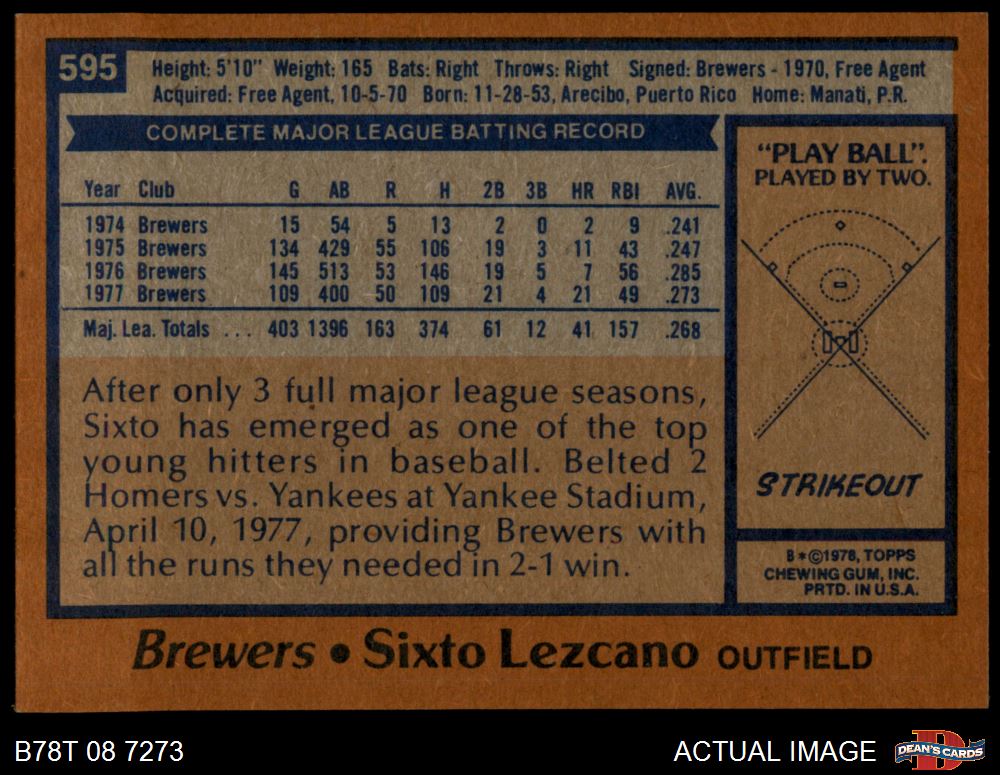 595
Height: 5'10" Weight: 165 Bats: Right Throws: Right Signed: Brewers - 1970, Free Agent
Acquired: Free Agent, 10-5-70 Born: 11-28-53, Arecibo, Puerto Rico Home: Manati, P.R.
COMPLETE MAJOR LEAGUE BATTING RECORD
Year Club G AB R H 2B 3B HR RBI AVG.
1974 Brewers 15 54 5 13 2 0 2 9 .241
1975 Brewers 134 429 55 106 19 3 11 43 .247
1976 Brewers 145 513 53 146 19 5 7 56 .285
1977 Brewers 109 400 50 109 21 4 21 49 .273
Maj. Lea. Totals ... 403 1396 163 374 61 12 41 157 .268
After only 3 full major league seasons,
Sixto has emerged as one of the top
young hitters in baseball. Belted 2
Homers vs. Yankees at Yankee Stadium,
April 10, 1977, providing Brewers with
all the runs they needed in 2-1 win.
"PLAY BALL".
PLAYED BY TWO.
STRIKEOUT
B*©1978, TOPPS
CHEWING GUM, INC.
PRTD. IN U.S.A.
Brewers • Sixto Lezcano OUTFIELD
B78T 08 7273
ACTUAL IMAGE
DEAN'S CARDS